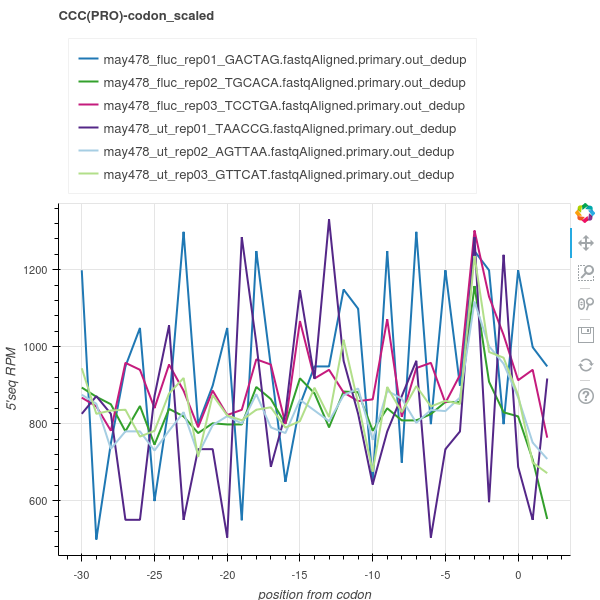 CCC(PRO)-codon_scaled
may478_fluc_rep01_GACTAG.fastqAligned.primary.out_dedup
may478_fluc_rep02_TGCACA.fastqAligned.primary.out_dedup
may478_fluc_rep03_TCCTGA.fastqAligned.primary.out_dedup
may478_ut_rep01_TAACCG.fastqAligned.primary.out_dedup
may478_ut_rep02_AGTTAA.fastqAligned.primary.out_dedup
may478_ut_rep03_GTTCAT.fastqAligned.primary.out_dedup
5'seq RPM
1200
1000
800
600
-30 -25 -20 -15 -10 -5 0
position from codon